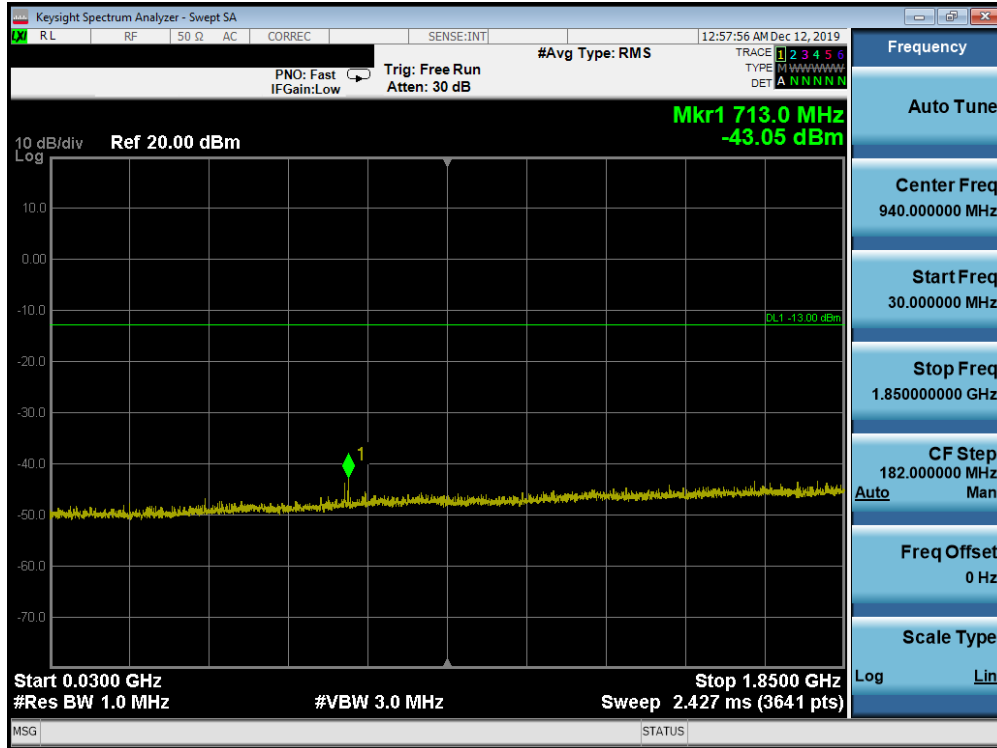 Keysight Spectrum Analyzer - Swept SA
LXI RL RF 50 Ω AC CORREC SENSE:INT 12:57:56 AM Dec 12, 2019
#Avg Type: RMS
TRACE 1 2 3 4 5 6
PNO: Fast Trig: Free Run
TYPE M WWWWW
IFGain:Low Atten: 30 dB
DET A N N N N N
Mkr1 713.0 MHz
-43.05 dBm
10 dB/div Ref 20.00 dBm
Log
10.0
0.00
-10.0
DL1 -13.00 dBm
-20.0
-30.0
-40.0
1
-50.0
-60.0
-70.0
Start 0.0300 GHz Stop 1.8500 GHz
#Res BW 1.0 MHz #VBW 3.0 MHz Sweep 2.427 ms (3641 pts)
MSG STATUS
Frequency
Auto Tune
Center Freq
940.000000 MHz
Start Freq
30.000000 MHz
Stop Freq
1.850000000 GHz
CF Step
182.000000 MHz
Auto Man
Freq Offset
0 Hz
Scale Type
Log Lin